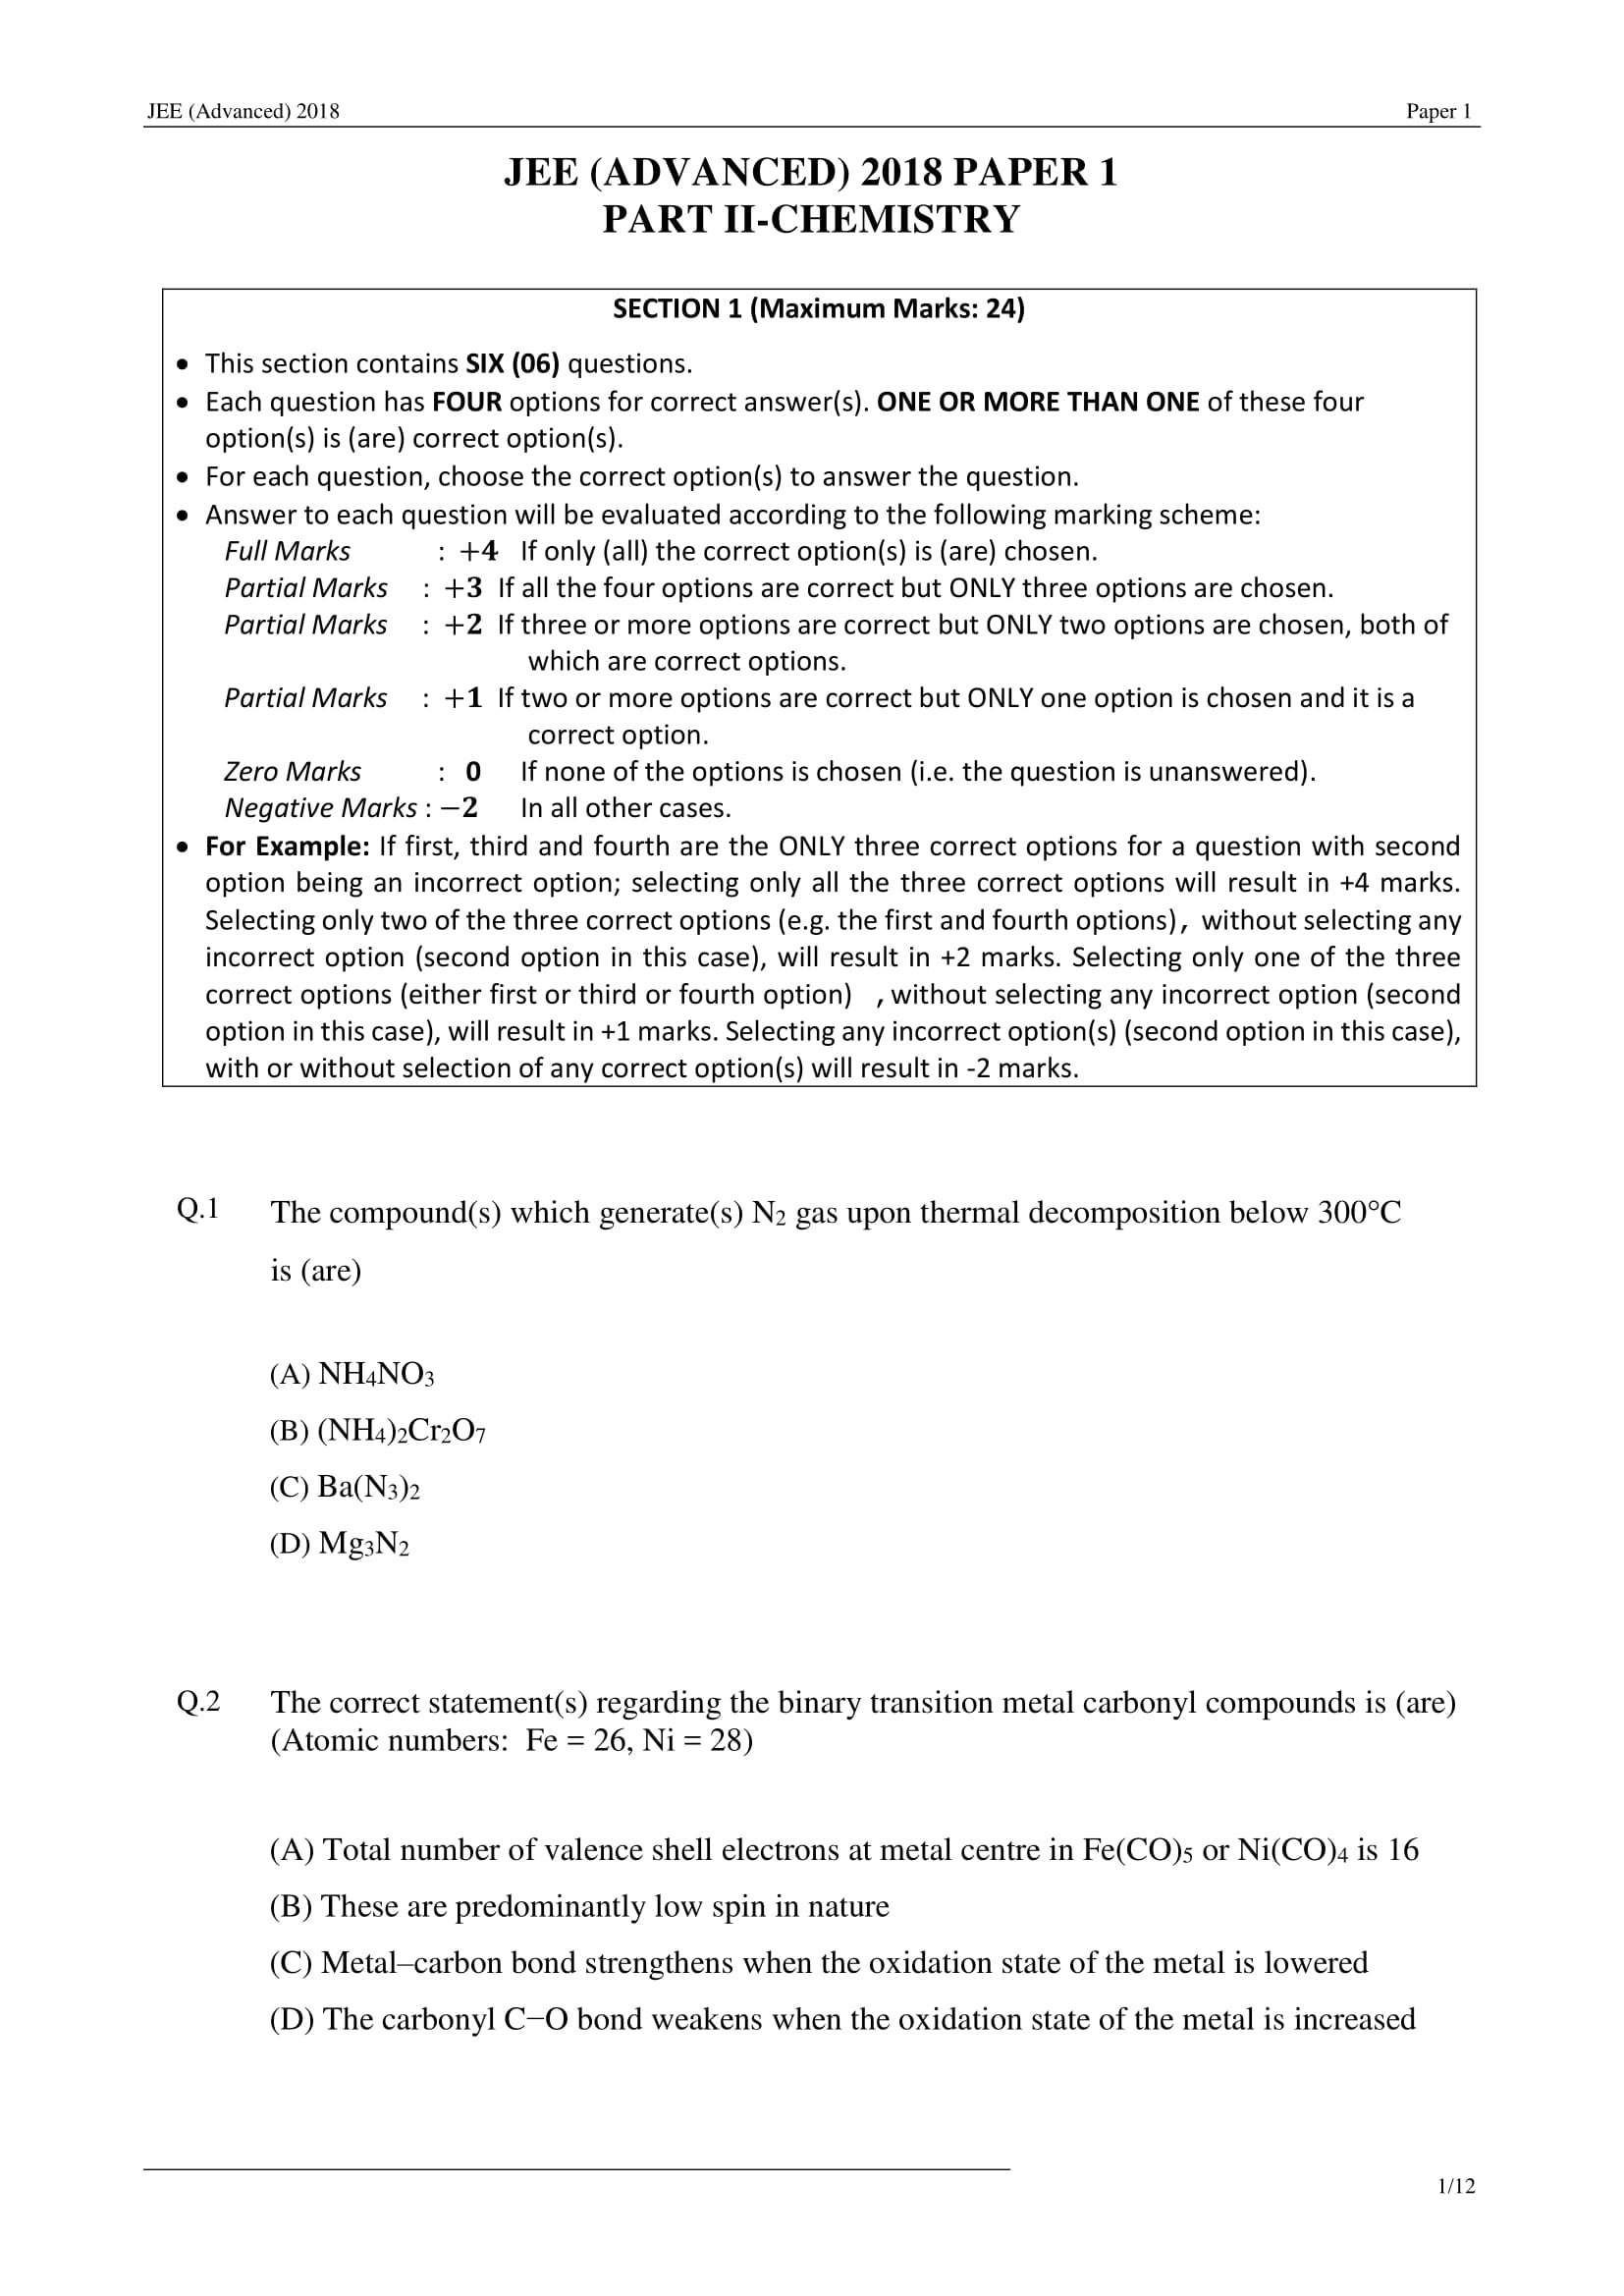 JEE (Advanced) 2018 Paper 1
JEE (ADVANCED) 2018 PAPER 1
PART II-CHEMISTRY
SECTION 1 (Maximum Marks: 24)
• This section contains SIX (06) questions.
• Each question has FOUR options for correct answer(s). ONE OR MORE THAN ONE of these four
option(s) is (are) correct option(s).
• For each question, choose the correct option(s) to answer the question.
• Answer to each question will be evaluated according to the following marking scheme:
Full Marks : +4 If only (all) the correct option(s) is (are) chosen.
Partial Marks : +3 If all the four options are correct but ONLY three options are chosen.
Partial Marks : +2 If three or more options are correct but ONLY two options are chosen, both of
which are correct options.
Partial Marks : +1 If two or more options are correct but ONLY one option is chosen and it is a
correct option.
Zero Marks : 0 If none of the options is chosen (i.e. the question is unanswered).
Negative Marks : −2 In all other cases.
• For Example: If first, third and fourth are the ONLY three correct options for a question with second
option being an incorrect option; selecting only all the three correct options will result in +4 marks.
Selecting only two of the three correct options (e.g. the first and fourth options), without selecting any
incorrect option (second option in this case), will result in +2 marks. Selecting only one of the three
correct options (either first or third or fourth option) , without selecting any incorrect option (second
option in this case), will result in +1 marks. Selecting any incorrect option(s) (second option in this case),
with or without selection of any correct option(s) will result in -2 marks.
Q.1 The compound(s) which generate(s) N₂ gas upon thermal decomposition below 300°C
is (are)
(A) NH₄NO₃
(B) (NH₄)₂Cr₂O₇
(C) Ba(N₃)₂
(D) Mg₃N₂
Q.2 The correct statement(s) regarding the binary transition metal carbonyl compounds is (are)
(Atomic numbers: Fe = 26, Ni = 28)
(A) Total number of valence shell electrons at metal centre in Fe(CO)₅ or Ni(CO)₄ is 16
(B) These are predominantly low spin in nature
(C) Metal–carbon bond strengthens when the oxidation state of the metal is lowered
(D) The carbonyl C−O bond weakens when the oxidation state of the metal is increased
1/12